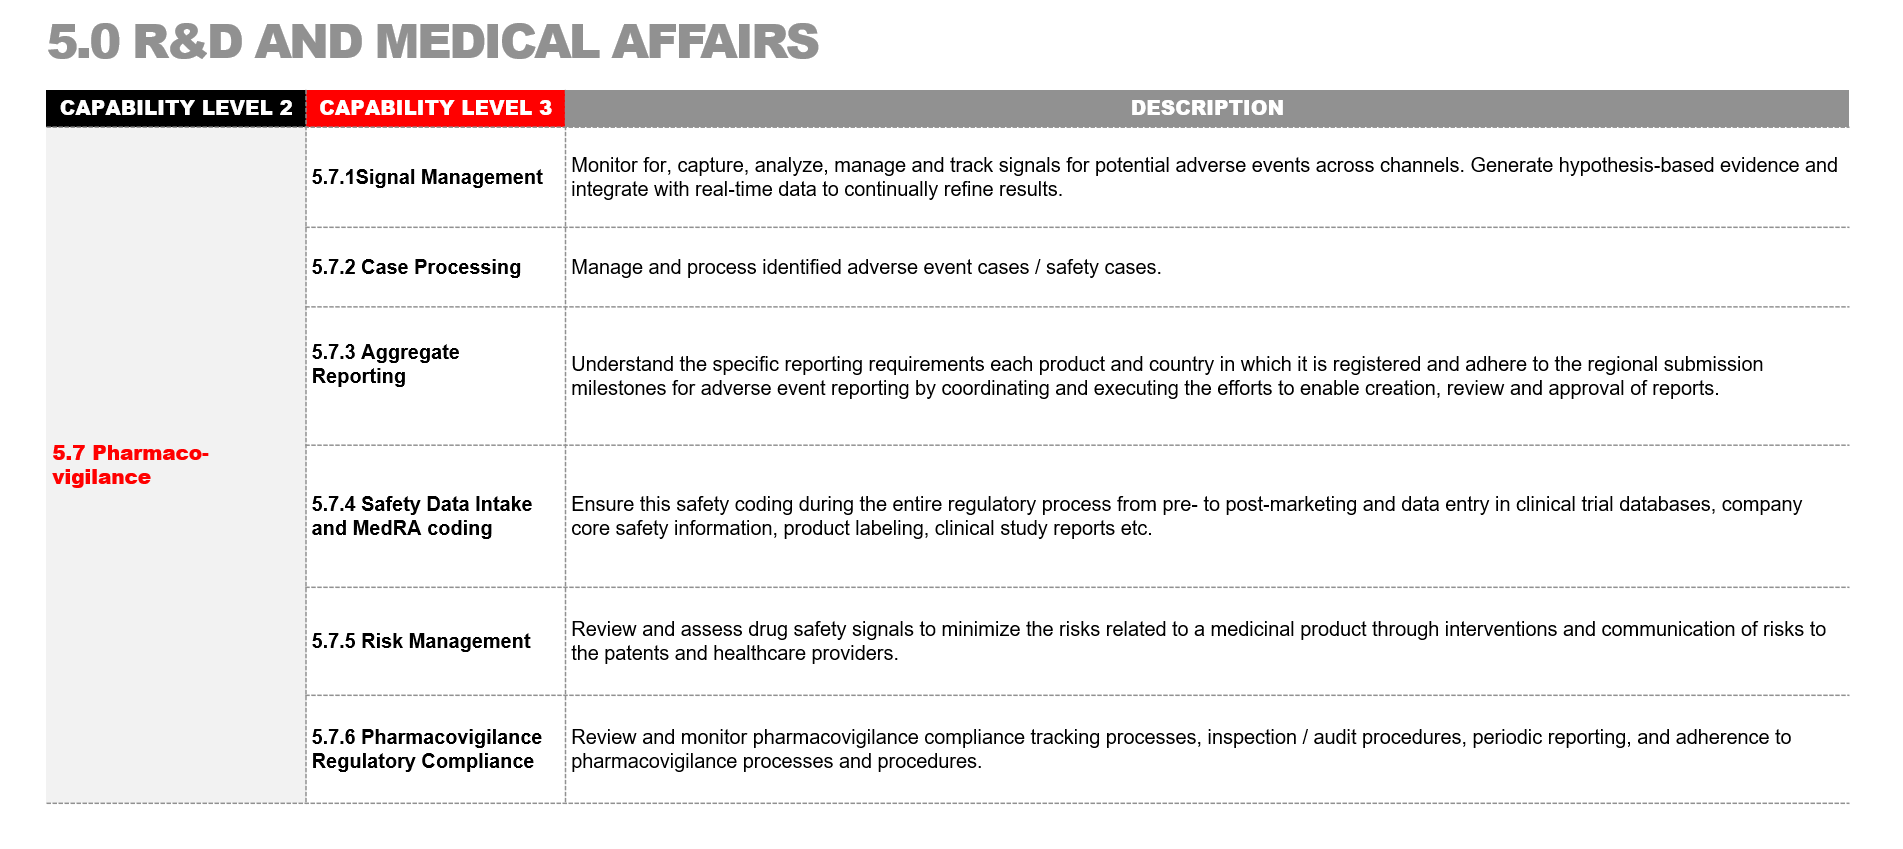 5.0 R&D AND MEDICAL AFFAIRS
CAPABILITY LEVEL 2
CAPABILITY LEVEL 3
DESCRIPTION
5.7 Pharmaco-
vigilance
5.7.1Signal Management
Monitor for, capture, analyze, manage and track signals for potential adverse events across channels. Generate hypothesis-based evidence and
integrate with real-time data to continually refine results.
5.7.2 Case Processing
Manage and process identified adverse event cases / safety cases.
5.7.3 Aggregate
Reporting
Understand the specific reporting requirements each product and country in which it is registered and adhere to the regional submission
milestones for adverse event reporting by coordinating and executing the efforts to enable creation, review and approval of reports.
5.7.4 Safety Data Intake
and MedRA coding
Ensure this safety coding during the entire regulatory process from pre- to post-marketing and data entry in clinical trial databases, company
core safety information, product labeling, clinical study reports etc.
5.7.5 Risk Management
Review and assess drug safety signals to minimize the risks related to a medicinal product through interventions and communication of risks to
the patents and healthcare providers.
5.7.6 Pharmacovigilance
Regulatory Compliance
Review and monitor pharmacovigilance compliance tracking processes, inspection / audit procedures, periodic reporting, and adherence to
pharmacovigilance processes and procedures.